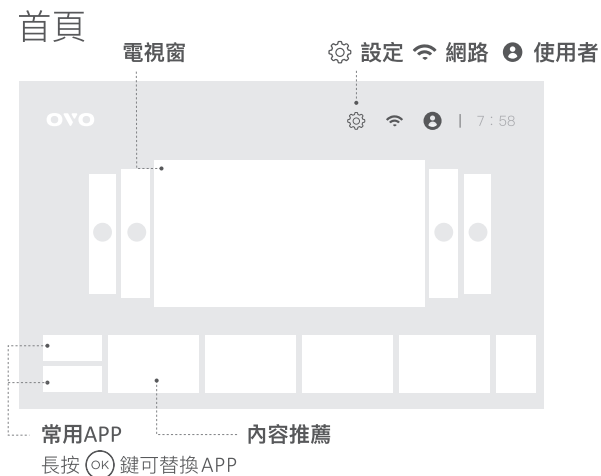 首頁
電視窗
設定 網路 使用者
OVO
7 : 58
常用APP
內容推薦
長按 OK 鍵可替換APP